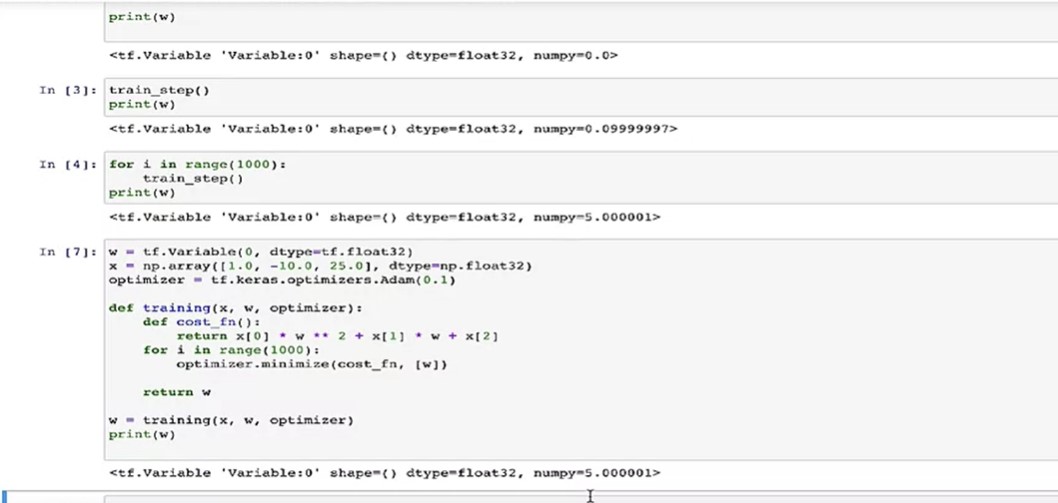 print(w)
<tf.Variable 'Variable:0' shape=() dtype=float32, numpy=0.0>
In [3]: train_step()
print(w)
<tf.Variable 'Variable:0' shape=() dtype=float32, numpy=0.09999997>
In [4]: for i in range(1000):
    train_step()
print(w)
<tf.Variable 'Variable:0' shape=() dtype=float32, numpy=5.000001>
In [7]: w = tf.Variable(0, dtype=tf.float32)
x = np.array([1.0, -10.0, 25.0], dtype=np.float32)
optimizer = tf.keras.optimizers.Adam(0.1)
def training(x, w, optimizer):
    def cost_fn():
        return x[0] * w ** 2 + x[1] * w + x[2]
    for i in range(1000):
        optimizer.minimize(cost_fn, [w])
    return w
w = training(x, w, optimizer)
print(w)
<tf.Variable 'Variable:0' shape=() dtype=float32, numpy=5.000001>